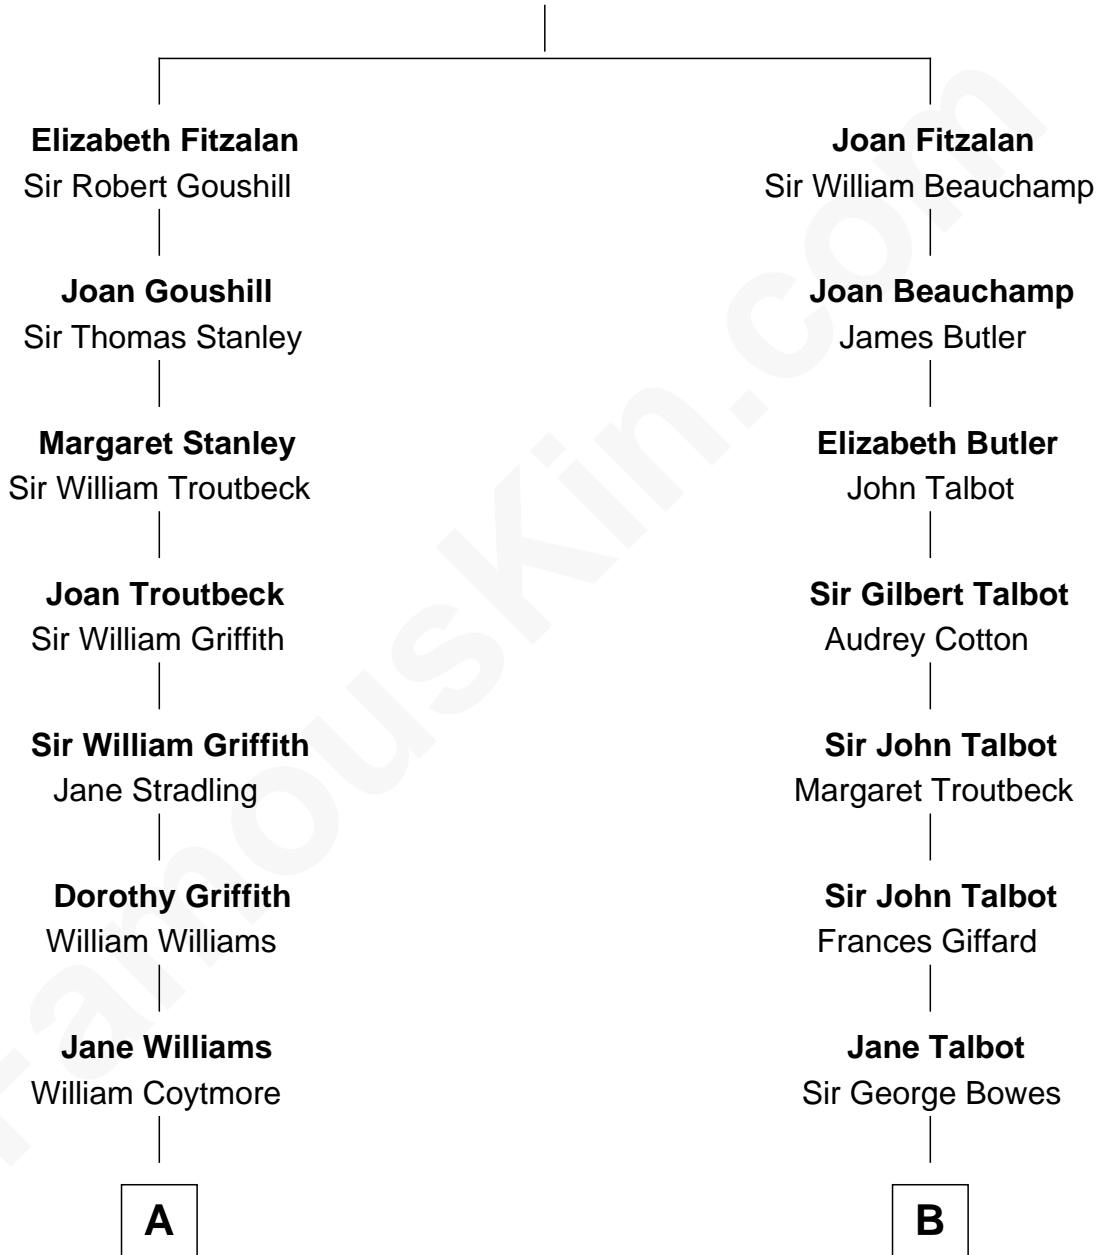 Elizabeth Fitzalan
Sir Robert Goushill
Joan Goushill
Sir Thomas Stanley
Margaret Stanley
Sir William Troutbeck
Joan Troutbeck
Sir William Griffith
Sir William Griffith
Jane Stradling
Dorothy Griffith
William Williams
Jane Williams
William Coytmore
A
Joan Fitzalan
Sir William Beauchamp
Joan Beauchamp
James Butler
Elizabeth Butler
John Talbot
Sir Gilbert Talbot
Audrey Cotton
Sir John Talbot
Margaret Troutbeck
Sir John Talbot
Frances Giffard
Jane Talbot
Sir George Bowes
B
FamousKin.com